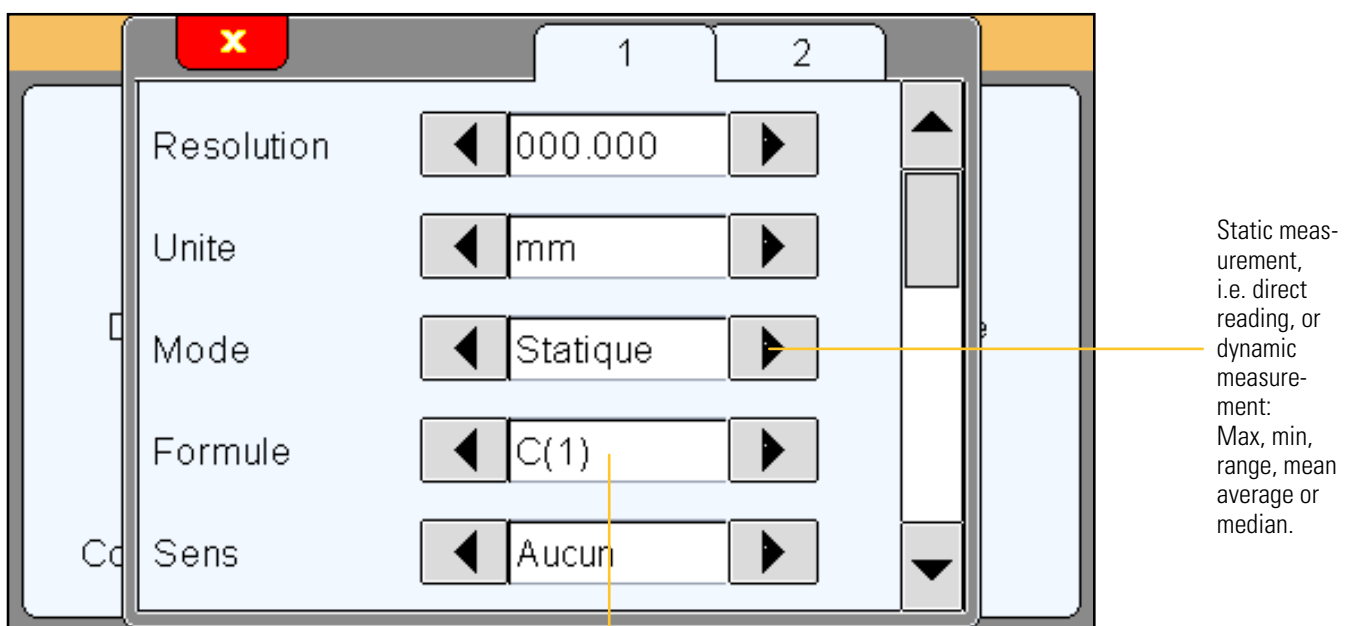 x
1
2
Resolution
000.000
Unite
mm
Mode
Statique
Formule
C(1)
Co
Sens
Aucun
Static meas-
urement,
i.e. direct
reading, or
dynamic
measure-
ment:
Max, min,
range, mean
average or
median.